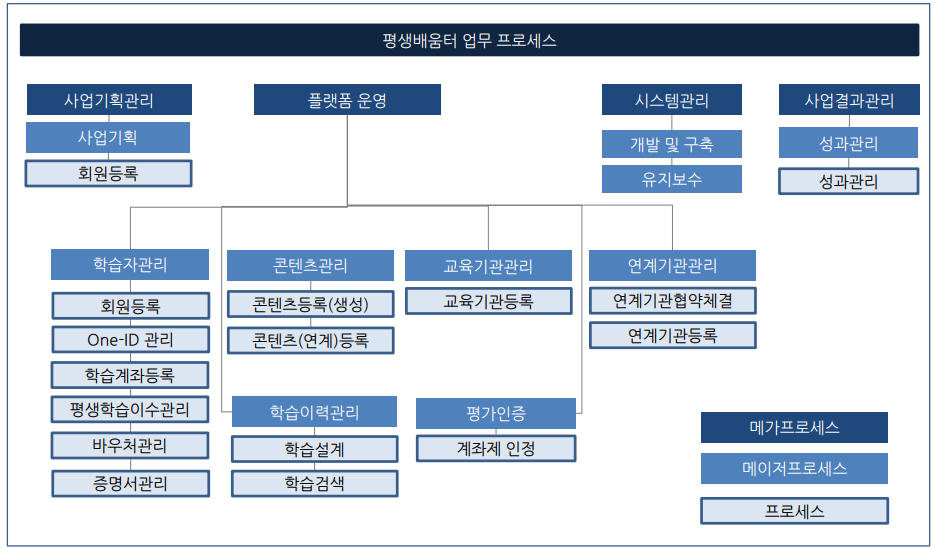 평생배움터 업무 프로세스
사업기획관리
사업기획
회원등록
플랫폼 운영
시스템관리
개발 및 구축
유지보수
사업결과관리
성과관리
성과관리
학습자관리
회원등록
One-ID 관리
학습계좌등록
평생학습이수관리
바우처관리
증명서관리
콘텐츠관리
콘텐츠등록(생성)
콘텐츠(연계)등록
학습이력관리
학습설계
학습검색
교육기관관리
교육기관등록
평가인증
계좌제 인정
연계기관관리
연계기관협약체결
연계기관등록
메가프로세스
메이저프로세스
프로세스